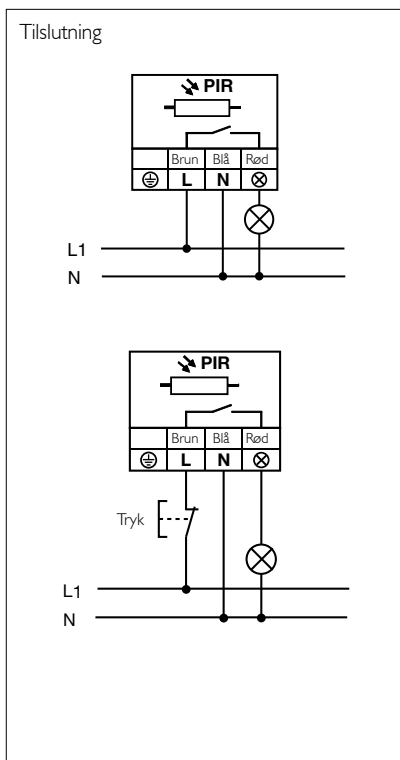 Tilslutning
PIR
Brun Blå Rød
L N
L1
N
PIR
Brun Blå Rød
L N
Tryk
L1
N